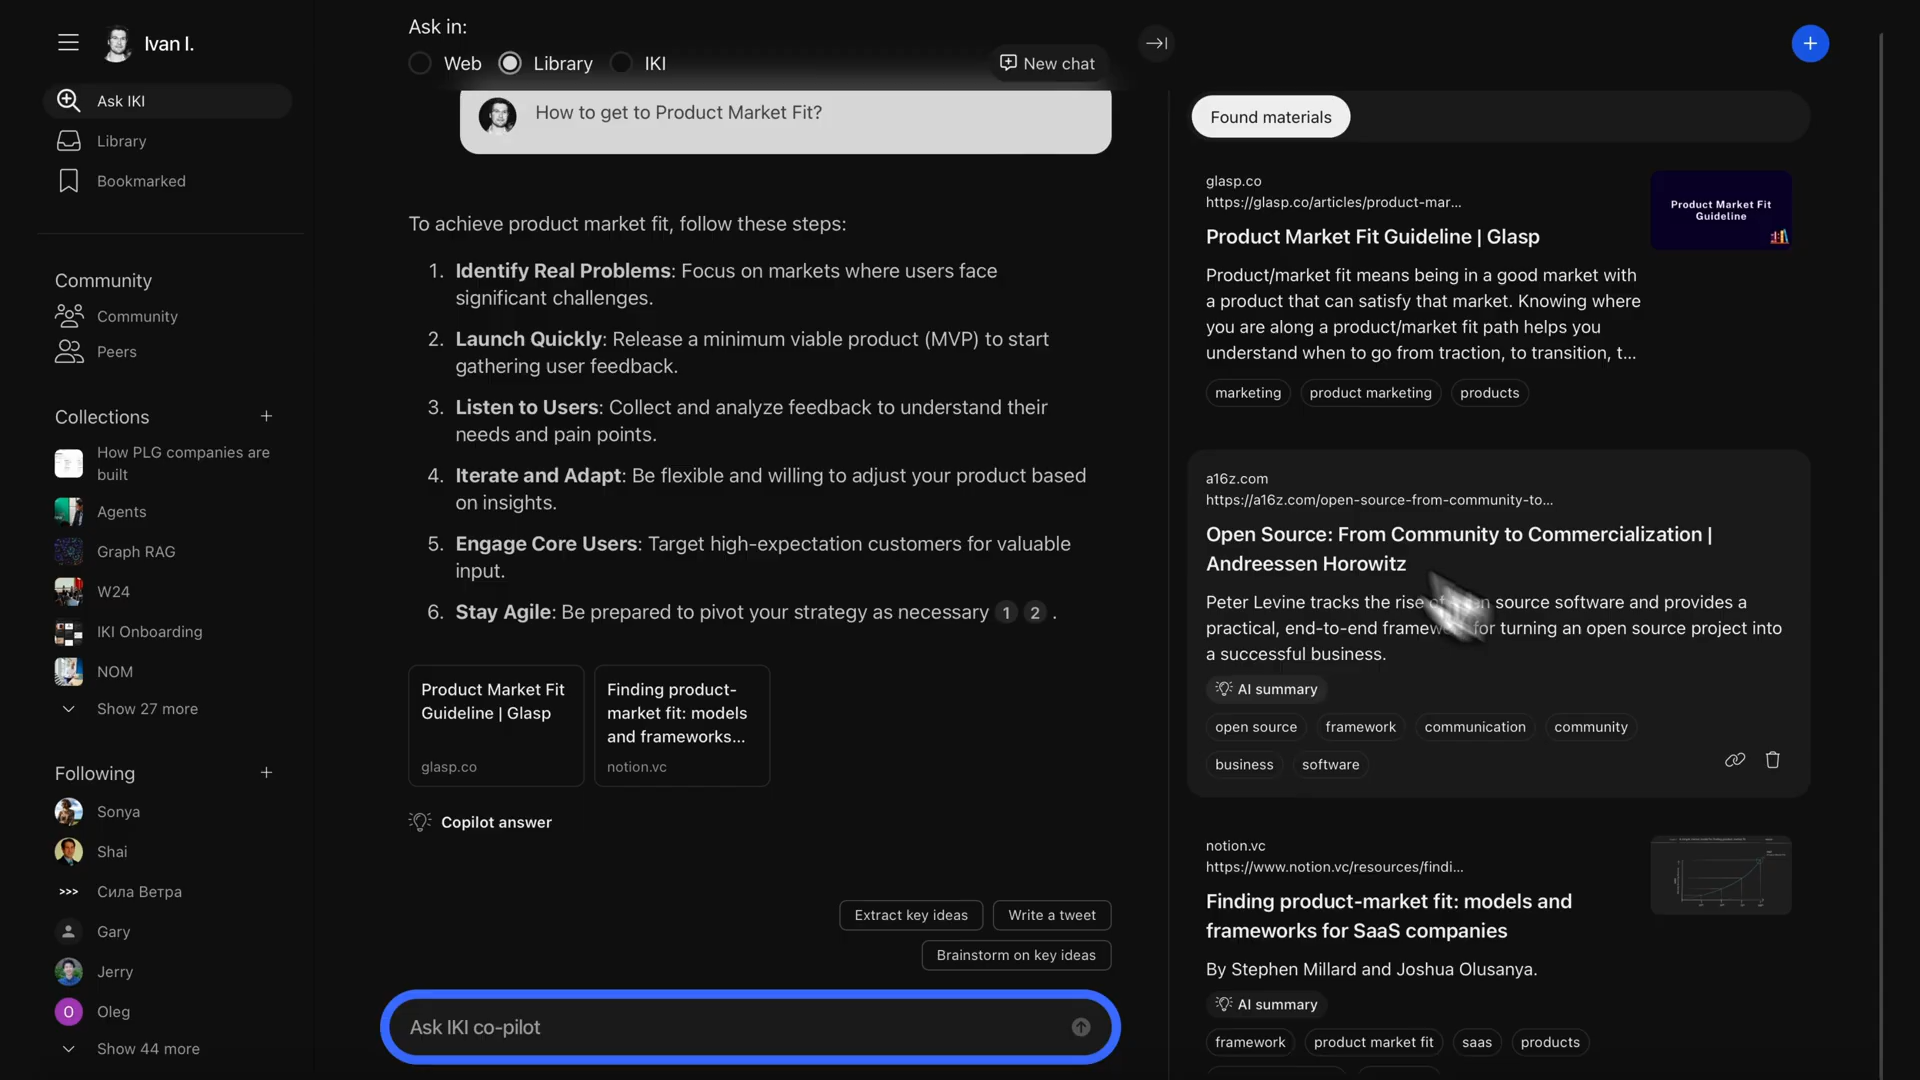 Ivan I.
Ask IKI
Library
Bookmarked
Community
Community
Peers
Collections
How PLG companies are
built
Agents
Graph RAG
W24
IKI Onboarding
NOM
Show 27 more
Following
Sonya
Shai
>>> Сила Ветра
Gary
Jerry
O Oleg
Show 44 more
Ask in:
Web Library IKI
New chat
How to get to Product Market Fit?
To achieve product market fit, follow these steps:
1. Identify Real Problems: Focus on markets where users face
significant challenges.
2. Launch Quickly: Release a minimum viable product (MVP) to start
gathering user feedback.
3. Listen to Users: Collect and analyze feedback to understand their
needs and pain points.
4. Iterate and Adapt: Be flexible and willing to adjust your product based
on insights.
5. Engage Core Users: Target high-expectation customers for valuable
input.
6. Stay Agile: Be prepared to pivot your strategy as necessary 1 2 .
Product Market Fit
Guideline | Glasp
glasp.co
Finding product-
market fit: models
and frameworks...
notion.vc
Copilot answer
Extract key ideas
Write a tweet
Brainstorm on key ideas
Ask IKI co-pilot
Found materials
glasp.co
https://glasp.co/articles/product-mar...
Product Market Fit Guideline | Glasp
Product/market fit means being in a good market with
a product that can satisfy that market. Knowing where
you are along a product/market fit path helps you
understand when to go from traction, to transition, t...
marketing product marketing products
Product Market Fit
Guideline
a16z.com
https://a16z.com/open-source-from-community-to...
Open Source: From Community to Commercialization |
Andreessen Horowitz
Peter Levine tracks the rise of open source software and provides a
practical, end-to-end framework for turning an open source project into
a successful business.
AI summary
open source framework communication community
business software
notion.vc
https://www.notion.vc/resources/findi...
Finding product-market fit: models and
frameworks for SaaS companies
By Stephen Millard and Joshua Olusanya.
AI summary
framework product market fit saas products